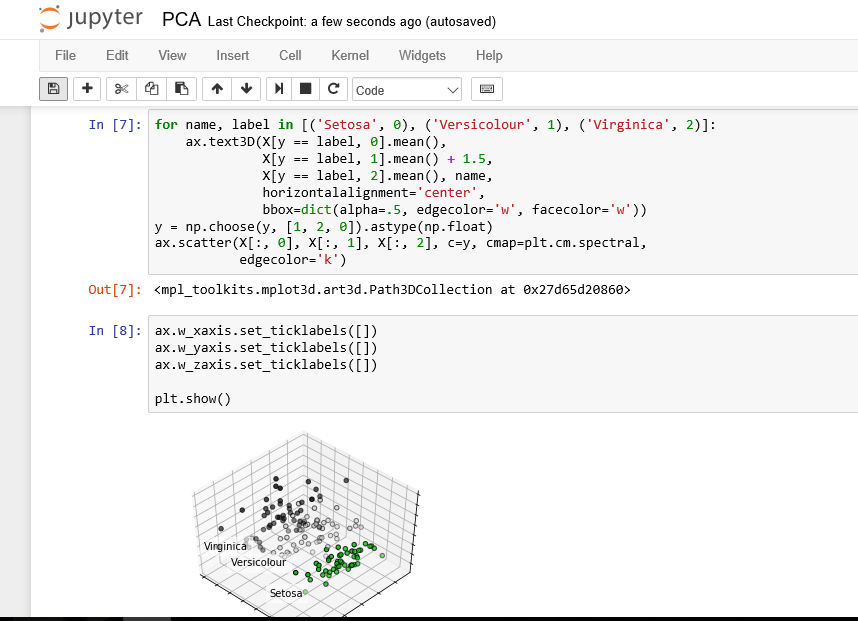 jupyter PCA Last Checkpoint: a few seconds ago (autosaved)
File Edit View Insert Cell Kernel Widgets Help
Code
In [7]: for name, label in [('Setosa', 0), ('Versicolour', 1), ('Virginica', 2)]:
    ax.text3D(X[y == label, 0].mean(),
              X[y == label, 1].mean() + 1.5,
              X[y == label, 2].mean(), name,
              horizontalalignment='center',
              bbox=dict(alpha=.5, edgecolor='w', facecolor='w'))
y = np.choose(y, [1, 2, 0]).astype(np.float)
ax.scatter(X[:, 0], X[:, 1], X[:, 2], c=y, cmap=plt.cm.spectral,
           edgecolor='k')
Out[7]: <mpl_toolkits.mplot3d.art3d.Path3DCollection at 0x27d65d20860>
In [8]: ax.w_xaxis.set_ticklabels([])
ax.w_yaxis.set_ticklabels([])
ax.w_zaxis.set_ticklabels([])
plt.show()
Virginica
Versicolour
Setosa